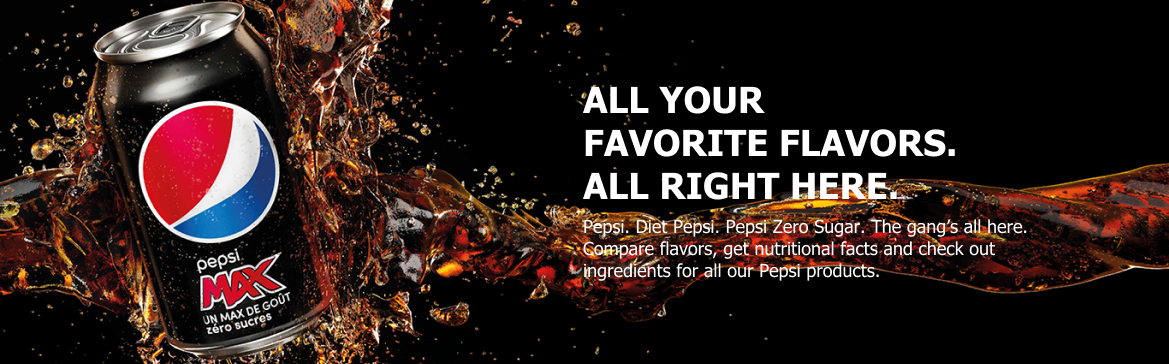 pepsi
MAX
UN MAX DE GOÛT
zéro sucres
ALL YOUR
FAVORITE FLAVORS.
ALL RIGHT HERE.
Pepsi. Diet Pepsi. Pepsi Zero Sugar. The gang’s all here.
Compare flavors, get nutritional facts and check out
ingredients for all our Pepsi products.